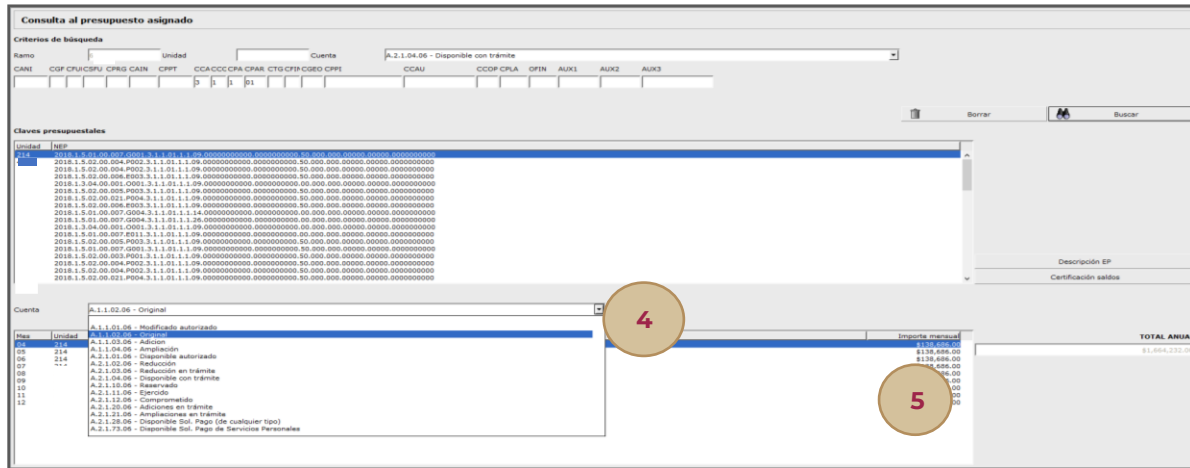 Consulta al presupuesto asignado
Criterios de búsqueda
Ramo Unidad Cuenta A.2.1.04.06 - Disponible con trámite
CANI CGF CFUI CSFU CPRG CAIN CPPT CCA CCC CPA CPAR CTG CFIN CGEO CPPI CCAU CCOP CPLA OFIN AUX1 AUX2 AUX3
3 1 1 01
Borrar Buscar
Claves presupuestales
Unidad NEP
214 2018.1.5.01.00.007.G001.3.1.1.01.1.1.09.00000000000.0000000000.50.000.000.00000.00000.0000000000
2018.1.5.02.00.004.P002.3.1.1.01.1.1.09.00000000000.0000000000.50.000.000.00000.00000.0000000000
2018.1.5.02.00.004.P002.3.1.1.01.1.1.09.00000000000.0000000000.50.000.000.00000.00000.0000000000
2018.1.5.02.00.006.E003.3.1.1.01.1.1.09.00000000000.0000000000.50.000.000.00000.00000.0000000000
2018.1.3.04.00.001.O001.3.1.1.01.1.1.09.00000000000.0000000000.00.000.000.00000.00000.0000000000
2018.1.5.02.00.005.P003.3.1.1.01.1.1.09.00000000000.0000000000.50.000.000.00000.00000.0000000000
2018.1.5.02.00.021.P004.3.1.1.01.1.1.09.00000000000.0000000000.50.000.000.00000.00000.0000000000
2018.1.5.02.00.006.E003.3.1.1.01.1.1.09.00000000000.0000000000.50.000.000.00000.00000.0000000000
2018.1.5.01.00.007.G004.3.1.1.01.1.1.14.00000000000.0000000000.00.000.000.00000.00000.0000000000
2018.1.5.01.00.007.G004.3.1.1.01.1.1.26.00000000000.0000000000.00.000.000.00000.00000.0000000000
2018.1.3.04.00.001.O001.3.1.1.01.1.1.09.00000000000.0000000000.00.000.000.00000.00000.0000000000
2018.1.5.01.00.007.E011.3.1.1.01.1.1.09.00000000000.0000000000.00.000.000.00000.00000.0000000000
2018.1.5.02.00.005.P003.3.1.1.01.1.1.09.00000000000.0000000000.50.000.000.00000.00000.0000000000
2018.1.5.01.00.007.G001.3.1.1.01.1.1.09.00000000000.0000000000.50.000.000.00000.00000.0000000000
2018.1.5.02.00.003.P001.3.1.1.01.1.1.09.00000000000.0000000000.50.000.000.00000.00000.0000000000
2018.1.5.02.00.004.P002.3.1.1.01.1.1.09.00000000000.0000000000.50.000.000.00000.00000.0000000000
2018.1.5.02.00.021.P004.3.1.1.01.1.1.09.00000000000.0000000000.50.000.000.00000.00000.0000000000
Descripción EP
Certificación saldos
Cuenta A.1.1.02.06 - Original
4
A.1.1.01.06 - Modificado autorizado
A.1.1.02.06 - Original
A.1.1.03.06 - Adicion
A.1.1.04.06 - Ampliación
A.2.1.01.06 - Disponible autorizado
A.2.1.02.06 - Reducción
A.2.1.03.06 - Reducción en trámite
A.2.1.04.06 - Disponible con trámite
A.2.1.10.06 - Reservado
A.2.1.11.06 - Ejercido
A.2.1.12.06 - Comprometido
A.2.1.20.06 - Adiciones en trámite
A.2.1.21.06 - Ampliaciones en trámite
A.2.1.28.06 - Disponible Sol. Pago (de cualquier tipo)
A.2.1.73.06 - Disponible Sol. Pago de Servicios Personales
Mes Unidad Importe mensual TOTAL ANUA
04 214 $138,686.00 $1,664,232.0
05 214 $138,686.00
06 214 $138,686.00
07
08
09
10
11
12
5